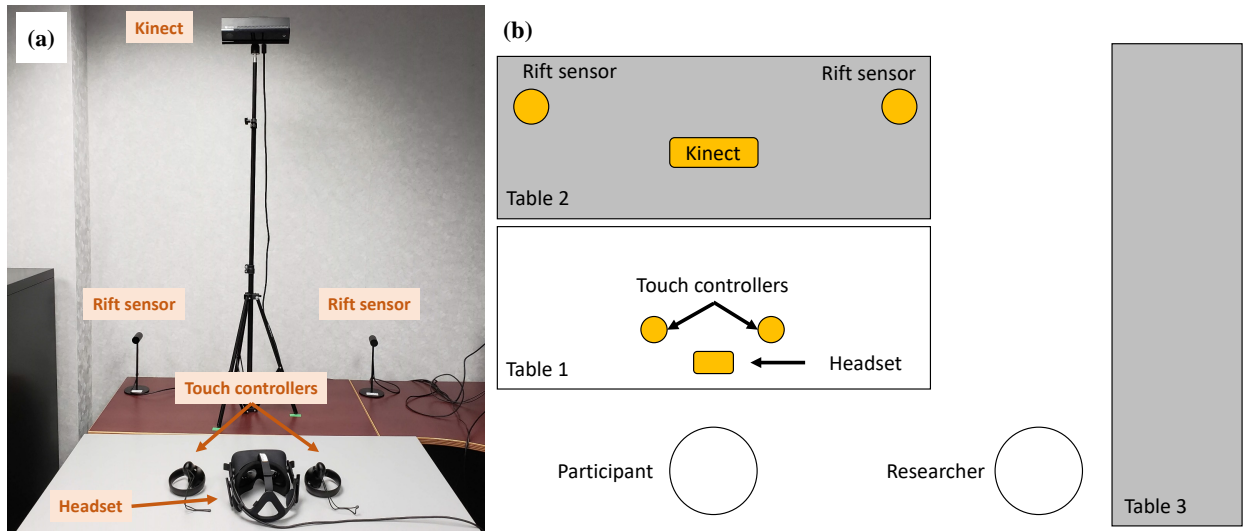 (a)
Kinect
Rift sensor
Rift sensor
Touch controllers
Headset
(b)
Rift sensor
Rift sensor
Kinect
Table 2
Touch controllers
Headset
Table 1
Participant
Researcher
Table 3